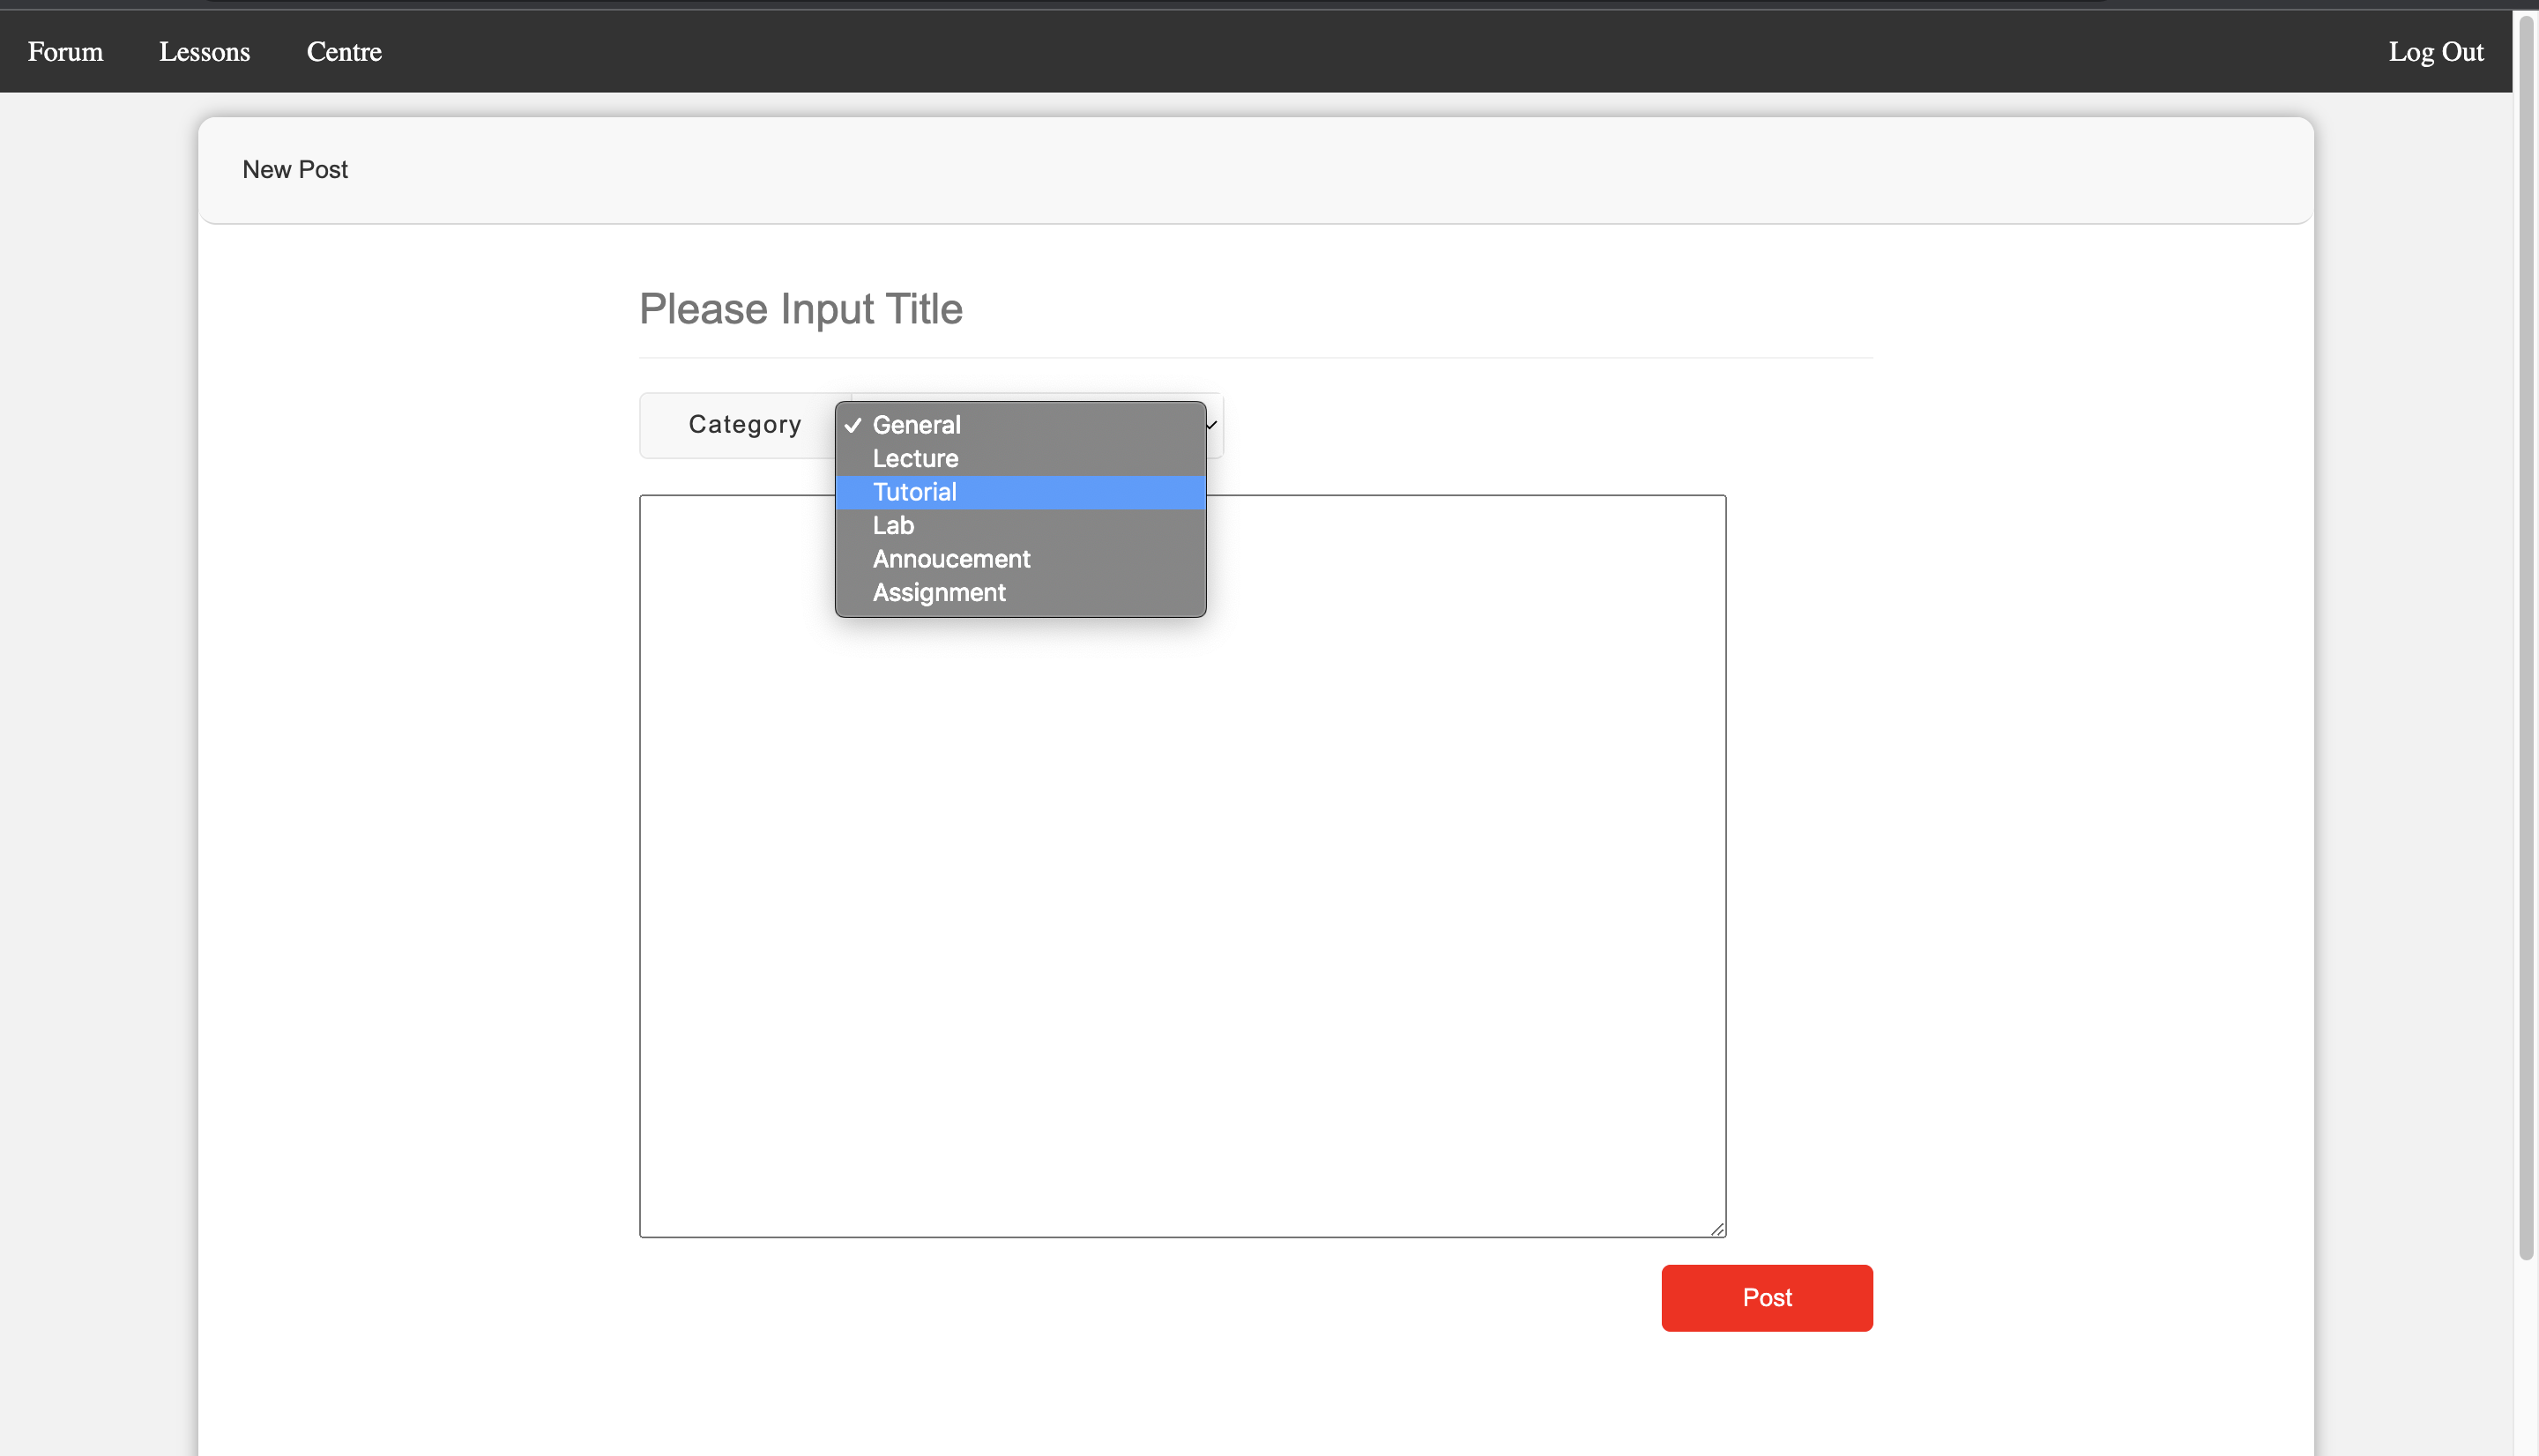 Forum Lessons Centre Log Out
New Post
Please Input Title
Category
General
Lecture
Tutorial
Lab
Annoucement
Assignment
Post